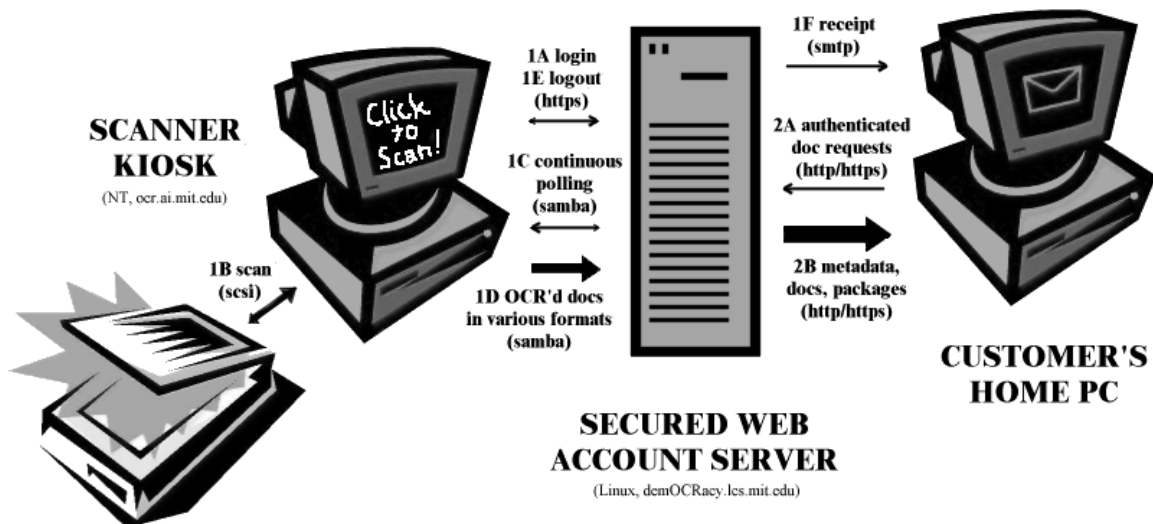 SCANNER
KIOSK
(NT, ocr.ai.mit.edu)
Click
to
Scan!
1B scan
(scsi)
1A login
1E logout
(https)
1C continuous
polling
(samba)
1D OCR'd docs
in various formats
(samba)
SECURED WEB
ACCOUNT SERVER
(Linux, demOCRacy.lcs.mit.edu)
1F receipt
(smtp)
2A authenticated
doc requests
(http/https)
2B metadata,
docs, packages
(http/https)
CUSTOMER'S
HOME PC